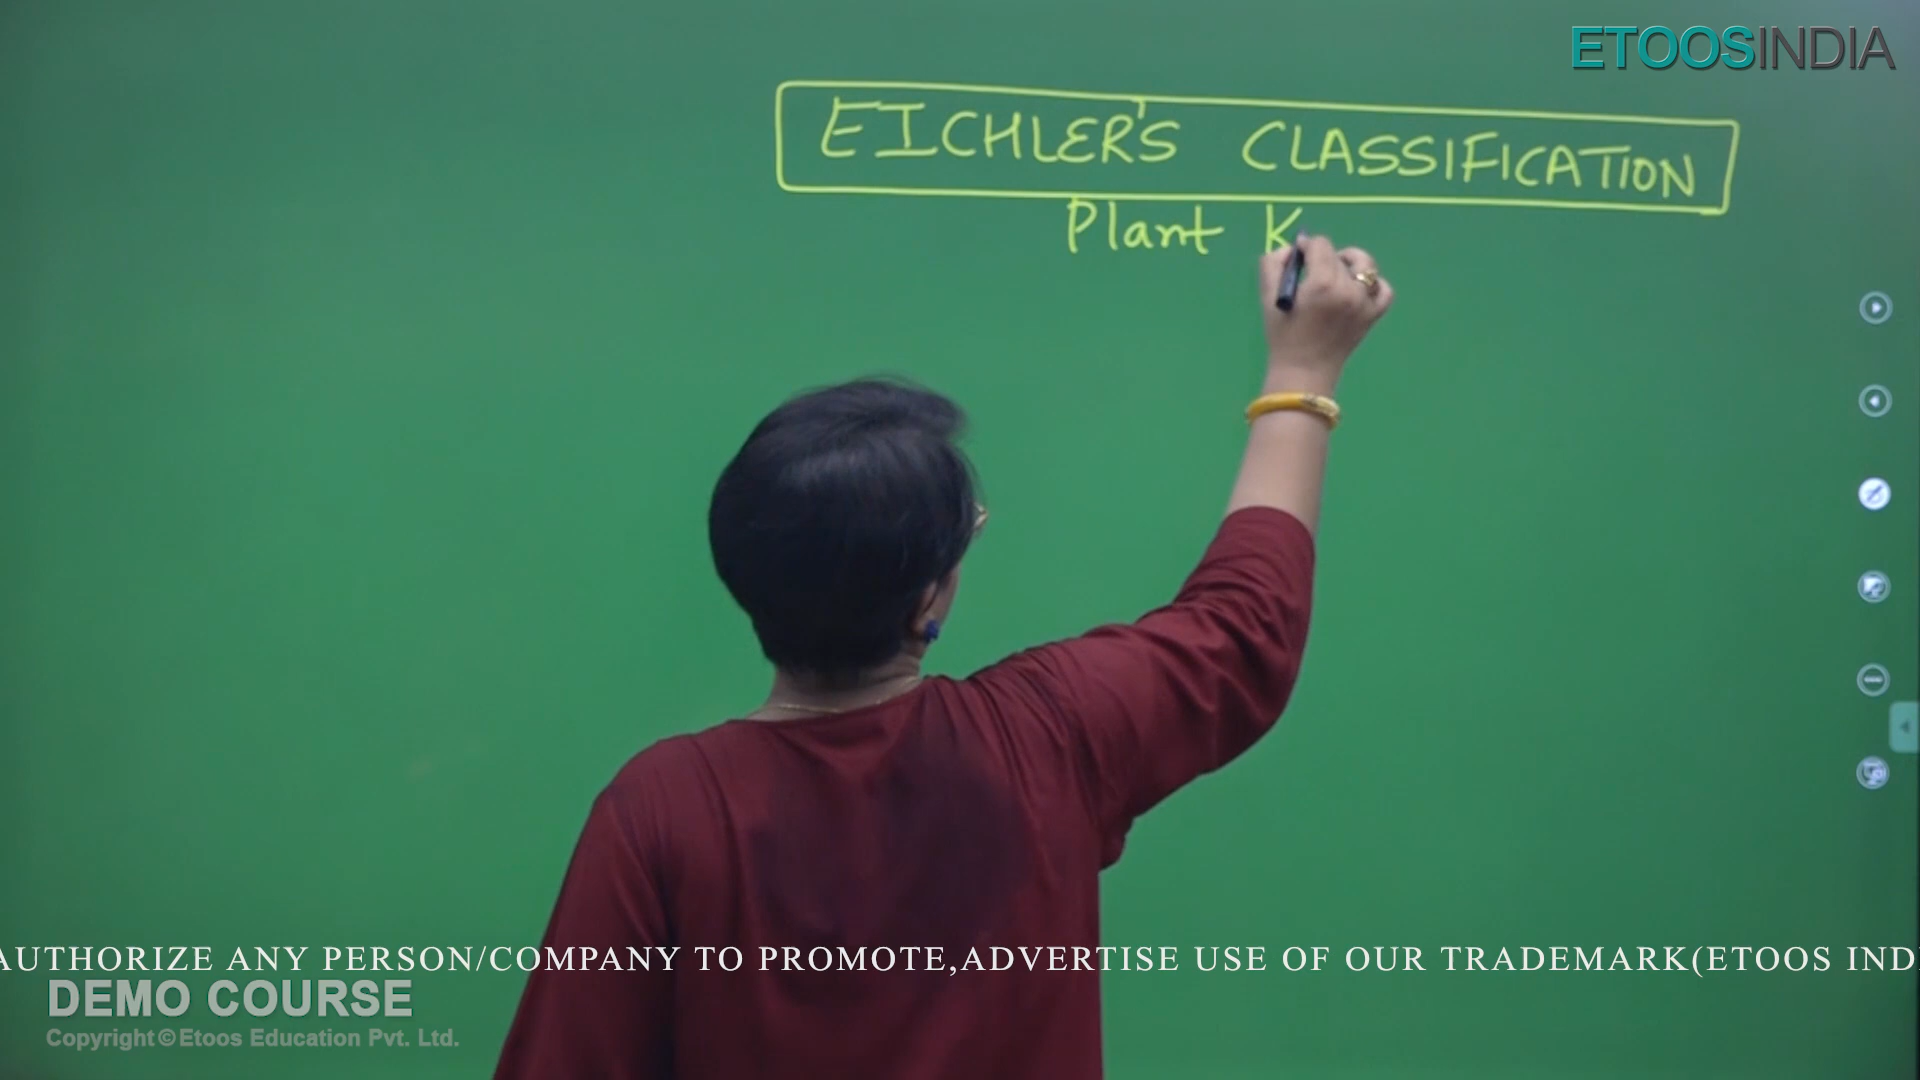 ETOOSINDIA
EICHLER'S CLASSIFICATION
Plant K
AUTHORIZE ANY PERSON/COMPANY TO PROMOTE,ADVERTISE USE OF OUR TRADEMARK(ETOOS IND
DEMO COURSE
Copyright©Etoos Education Pvt. Ltd.